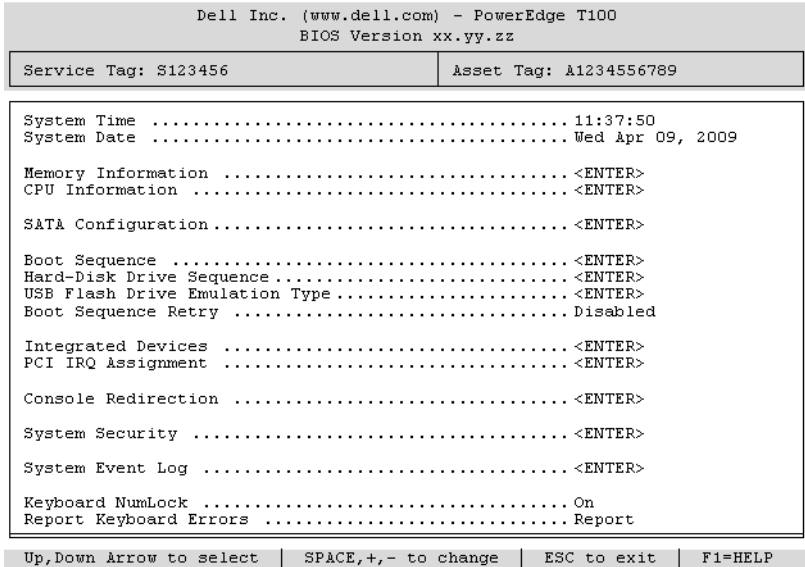 Dell Inc. (www.dell.com) - PowerEdge T100
BIOS Version xx.yy.zz
Service Tag: S123456 Asset Tag: A1234556789
System Time ........................................ 11:37:50
System Date ........................................ Wed Apr 09, 2009
Memory Information ................................. <ENTER>
CPU Information .................................... <ENTER>
SATA Configuration.................................. <ENTER>
Boot Sequence ...................................... <ENTER>
Hard-Disk Drive Sequence............................ <ENTER>
USB Flash Drive Emulation Type...................... <ENTER>
Boot Sequence Retry ................................ Disabled
Integrated Devices ................................. <ENTER>
PCI IRQ Assignment ................................. <ENTER>
Console Redirection ................................ <ENTER>
System Security .................................... <ENTER>
System Event Log ................................... <ENTER>
Keyboard NumLock ................................... On
Report Keyboard Errors ............................. Report
Up,Down Arrow to select | SPACE,+,- to change | ESC to exit | F1=HELP